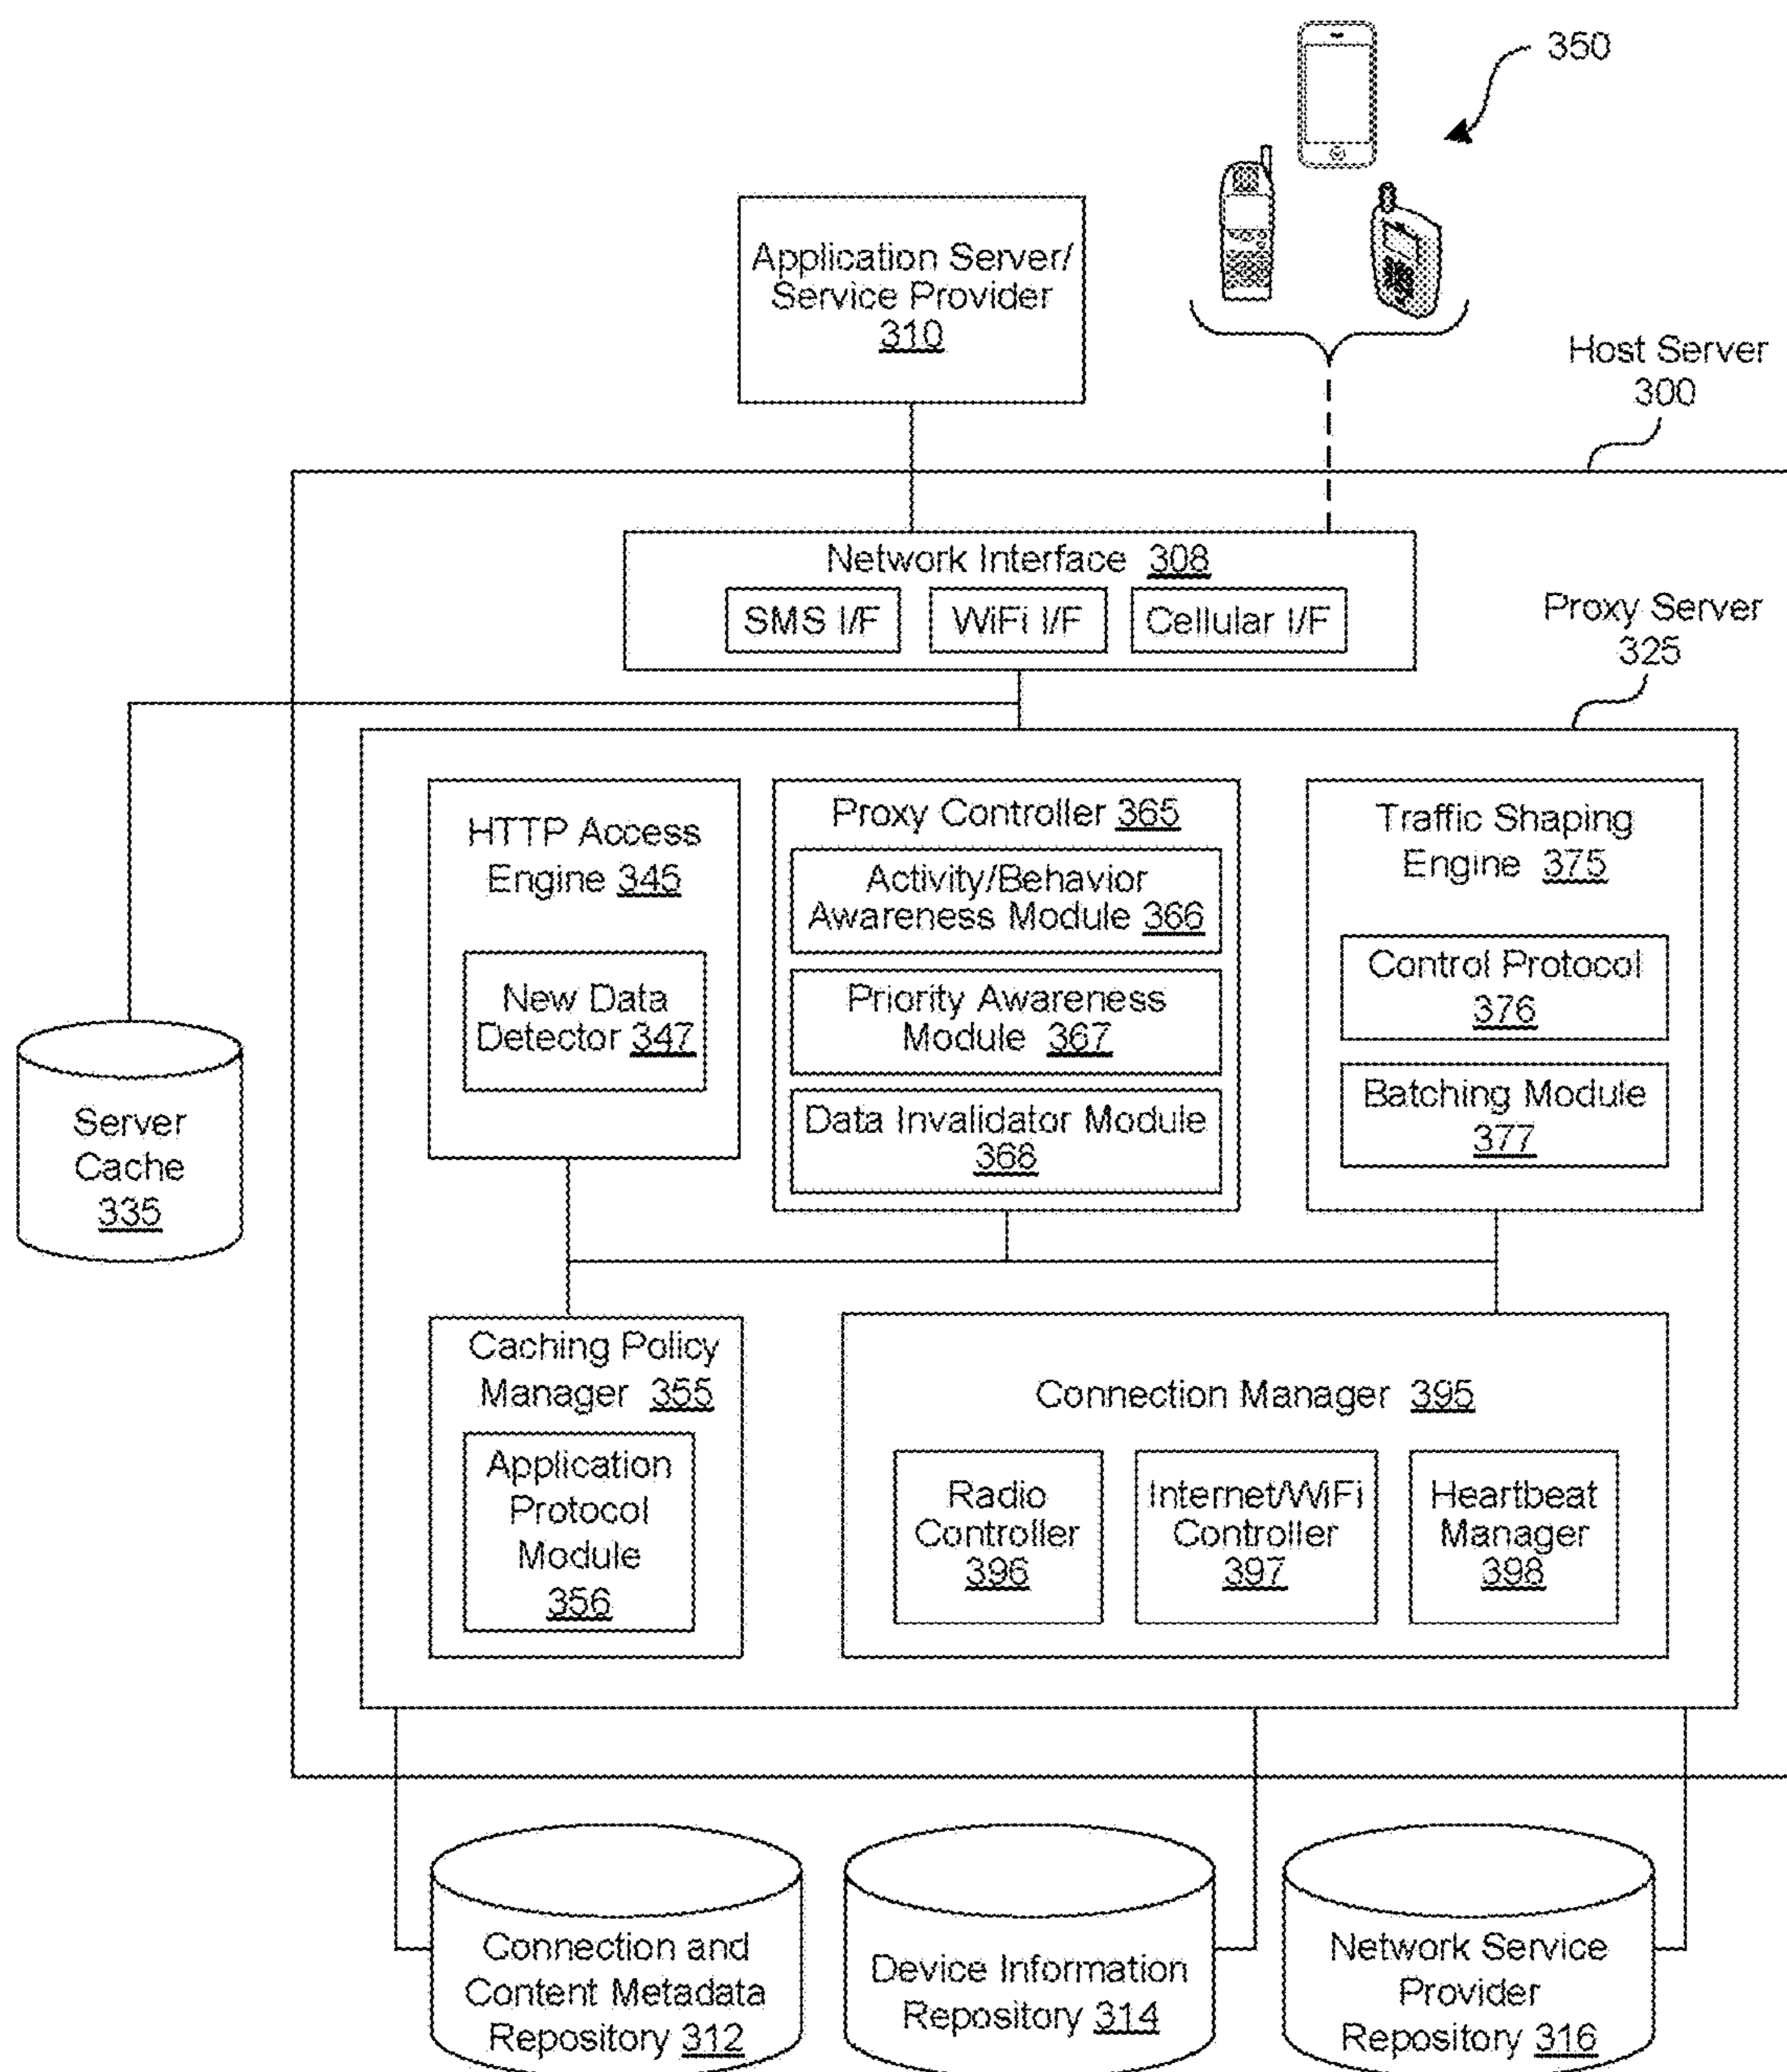 350
Application Server/
Service Provider
310
Host Server
300
Network Interface 308
SMS I/F
WiFi I/F
Cellular I/F
Proxy Server
325
HTTP Access
Engine 345
New Data
Detector 347
Proxy Controller 365
Activity/Behavior
Awareness Module 366
Priority Awareness
Module 367
Data Invalidator Module
368
Traffic Shaping
Engine 375
Control Protocol
376
Batching Module
377
Server
Cache
335
Caching Policy
Manager 355
Application
Protocol
Module
356
Connection Manager 395
Radio
Controller
396
Internet/WiFi
Controller
397
Heartbeat
Manager
398
Connection and
Content Metadata
Repository 312
Device Information
Repository 314
Network Service
Provider
Repository 316